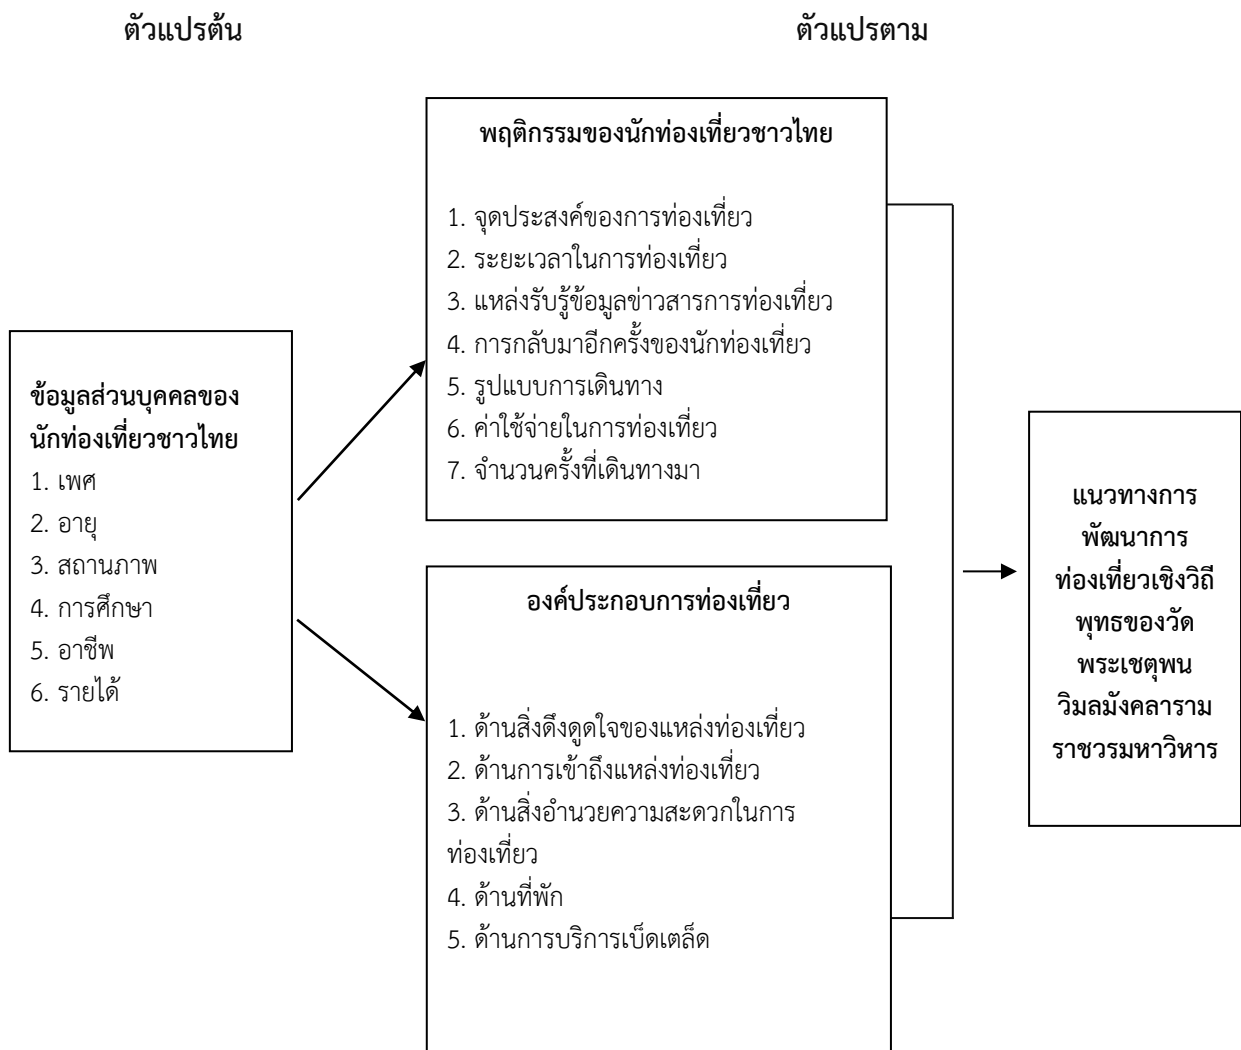 ตัวแปรต้น
ตัวแปรตาม
ข้อมูลส่วนบุคคลของ
นักท่องเที่ยวชาวไทย
1. เพศ
2. อายุ
3. สถานภาพ
4. การศึกษา
5. อาชีพ
6. รายได้
พฤติกรรมของนักท่องเที่ยวชาวไทย
1. จุดประสงค์ของการท่องเที่ยว
2. ระยะเวลาในการท่องเที่ยว
3. แหล่งรับรู้ข้อมูลข่าวสารการท่องเที่ยว
4. การกลับมาอีกครั้งของนักท่องเที่ยว
5. รูปแบบการเดินทาง
6. ค่าใช้จ่ายในการท่องเที่ยว
7. จำนวนครั้งที่เดินทางมา
องค์ประกอบการท่องเที่ยว
1. ด้านสิ่งดึงดูดใจของแหล่งท่องเที่ยว
2. ด้านการเข้าถึงแหล่งท่องเที่ยว
3. ด้านสิ่งอำนวยความสะดวกในการ
ท่องเที่ยว
4. ด้านที่พัก
5. ด้านการบริการเบ็ดเตล็ด
แนวทางการ
พัฒนาการ
ท่องเที่ยวเชิงวิถี
พุทธของวัด
พระเชตุพน
วิมลมังคลาราม
ราชวรมหาวิหาร